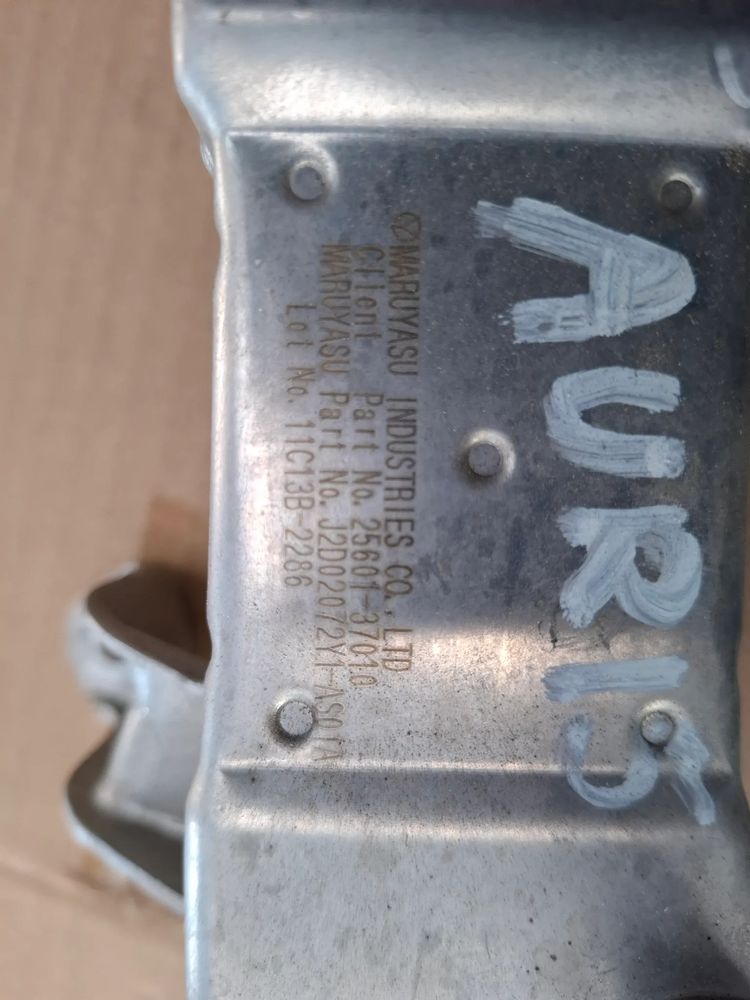 MARUYASU INDUSTRIES CO.,LTD
Client Part No. 25601-37010
MARUYASU Part No. J2D02072Y1-AS01A
Lot No. 11C13B-2286
AURIS